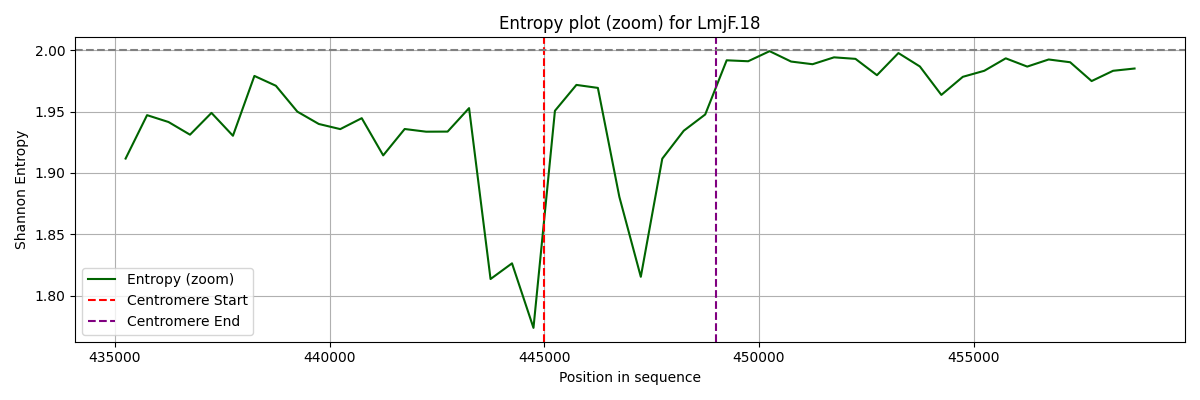 Entropy plot (zoom) for LmjF.18
Shannon Entropy
2.00
1.95
1.90
1.85
1.80
Entropy (zoom)
Centromere Start
Centromere End
435000 440000 445000 450000 455000
Position in sequence